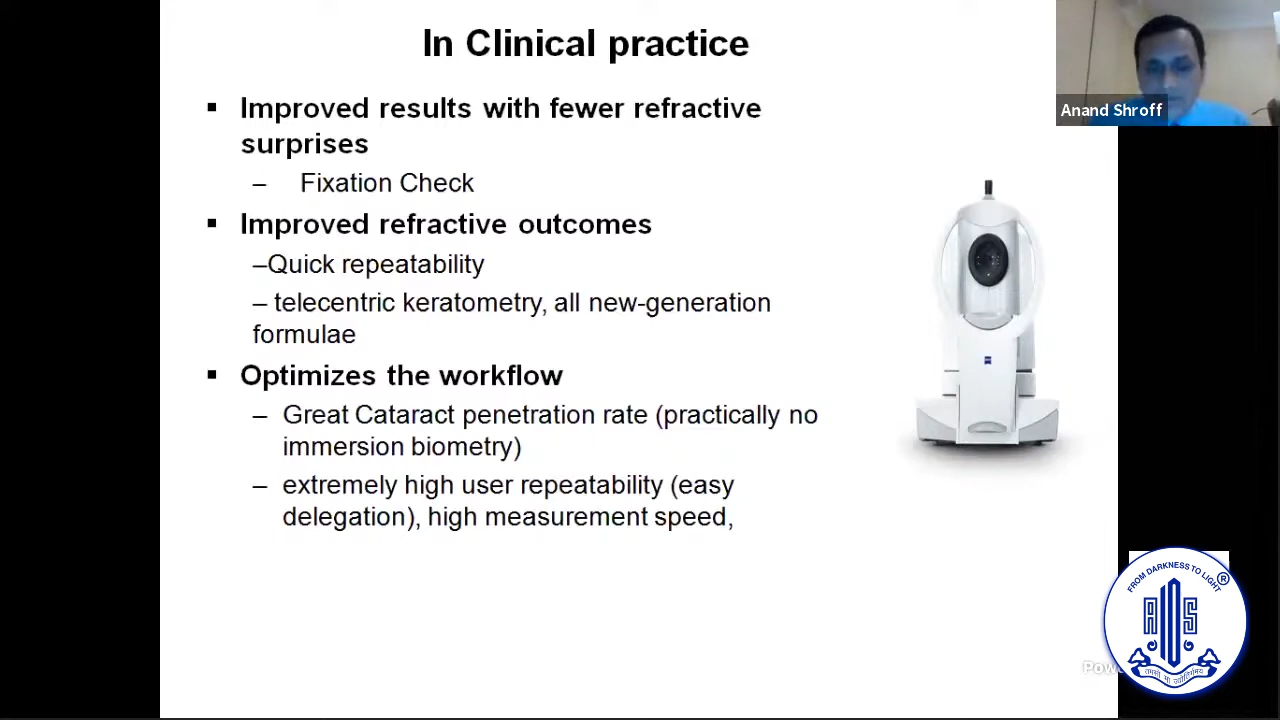 In Clinical practice
Anand Shroff
▪ Improved results with fewer refractive
surprises
– Fixation Check
▪ Improved refractive outcomes
–Quick repeatability
– telecentric keratometry, all new-generation
formulae
▪ Optimizes the workflow
– Great Cataract penetration rate (practically no
immersion biometry)
– extremely high user repeatability (easy
delegation), high measurement speed,
FROM DARKNESS TO LIGHT
®
AIOS